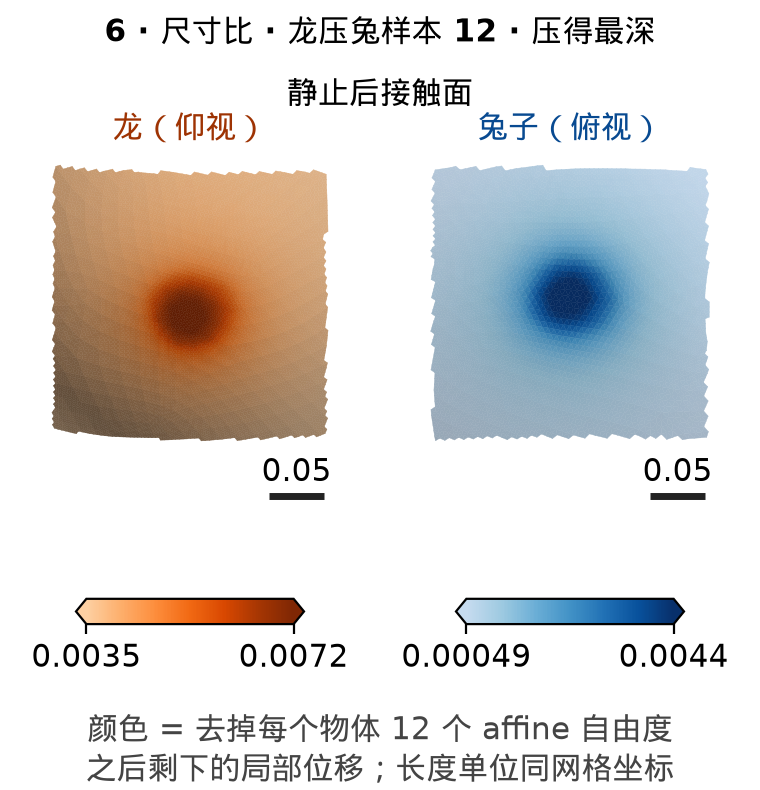 6 · 尺寸比 · 龙压兔样本 12 · 压得最深
静止后接触面
龙（仰视）
兔子（俯视）
0.05
0.05
0.0035
0.0072
0.00049
0.0044
颜色 = 去掉每个物体 12 个 affine 自由度
之后剩下的局部位移；长度单位同网格坐标